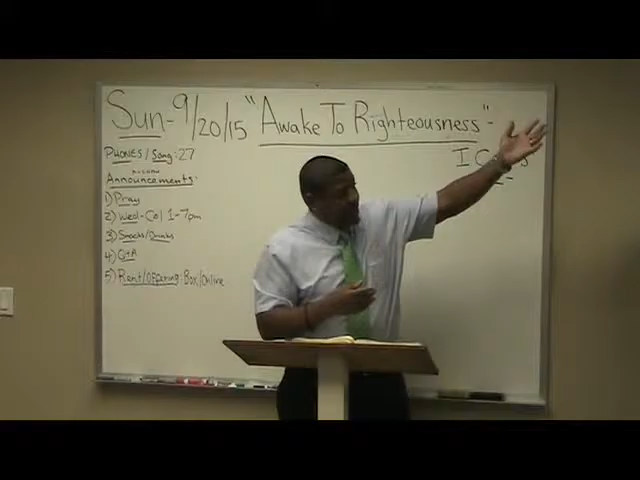 Sun-9/20/15 "Awake To Righteousness"-
I C
PHONES/Song: 27
Announcements:
1) Pray
2) Wed-Col 1-7pm
3) Snacks/Drinks
4) Q+A
5) Rent/Offering: Box/Online